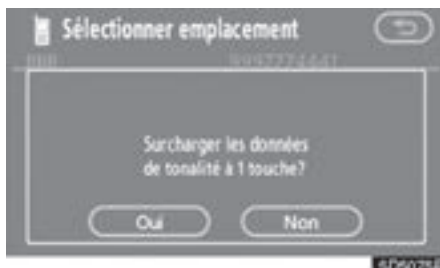 Sélectionner emplacement
Surcharger les données
de tonalité à 1 touche?
Oui Non